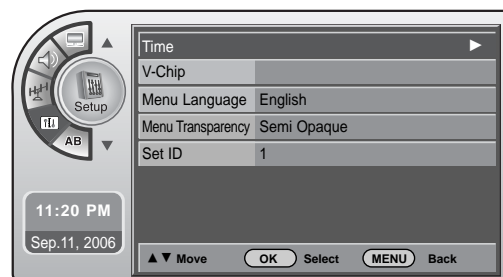 Setup
AB
11:20 PM
Sep.11, 2006
Time
V-Chip
Menu Language English
Menu Transparency Semi Opaque
Set ID 1
▲▼ Move OK Select MENU Back